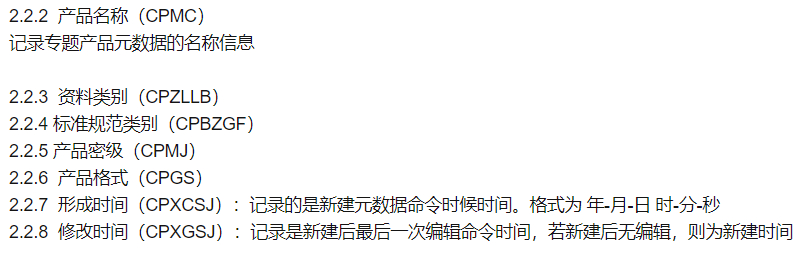 2.2.2  产品名称（CPMC）
记录专题产品元数据的名称信息
2.2.3  资料类别（CPZLLB）
2.2.4 标准规范类别（CPBZGF）
2.2.5 产品密级（CPMJ）
2.2.6  产品格式（CPGS）
2.2.7  形成时间（CPXCSJ）：记录的是新建元数据命令时候时间。格式为 年-月-日 时-分-秒
2.2.8  修改时间（CPXGSJ）：记录是新建后最后一次编辑命令时间，若新建后无编辑，则为新建时间